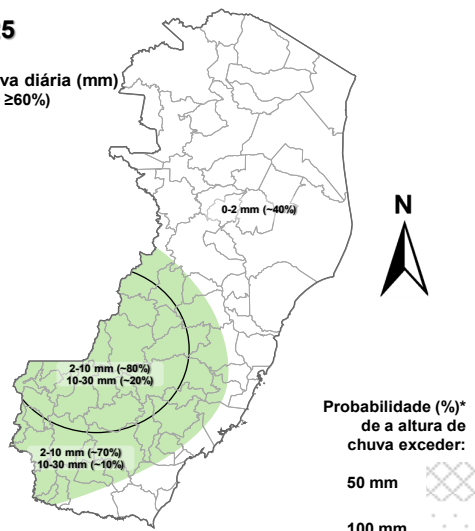 25
va diária (mm)
≥60%)
0-2 mm (~40%)
N
2-10 mm (~80%)
10-30 mm (~20%)
2-10 mm (~70%)
10-30 mm (~10%)
Probabilidade (%)*
de a altura de
chuva exceder:
50 mm
100 mm